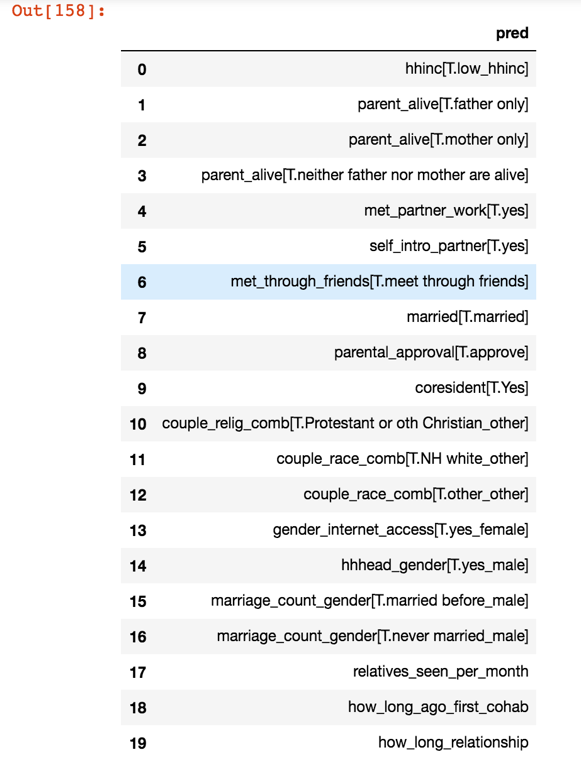 Out[158]:
pred
0 hhinc[T.low_hhinc]
1 parent_alive[T.father only]
2 parent_alive[T.mother only]
3 parent_alive[T.neither father nor mother are alive]
4 met_partner_work[T.yes]
5 self_intro_partner[T.yes]
6 met_through_friends[T.meet through friends]
7 married[T.married]
8 parental_approval[T.approve]
9 coresident[T.Yes]
10 couple_relig_comb[T.Protestant or oth Christian_other]
11 couple_race_comb[T.NH white_other]
12 couple_race_comb[T.other_other]
13 gender_internet_access[T.yes_female]
14 hhhead_gender[T.yes_male]
15 marriage_count_gender[T.married before_male]
16 marriage_count_gender[T.never married_male]
17 relatives_seen_per_month
18 how_long_ago_first_cohab
19 how_long_relationship